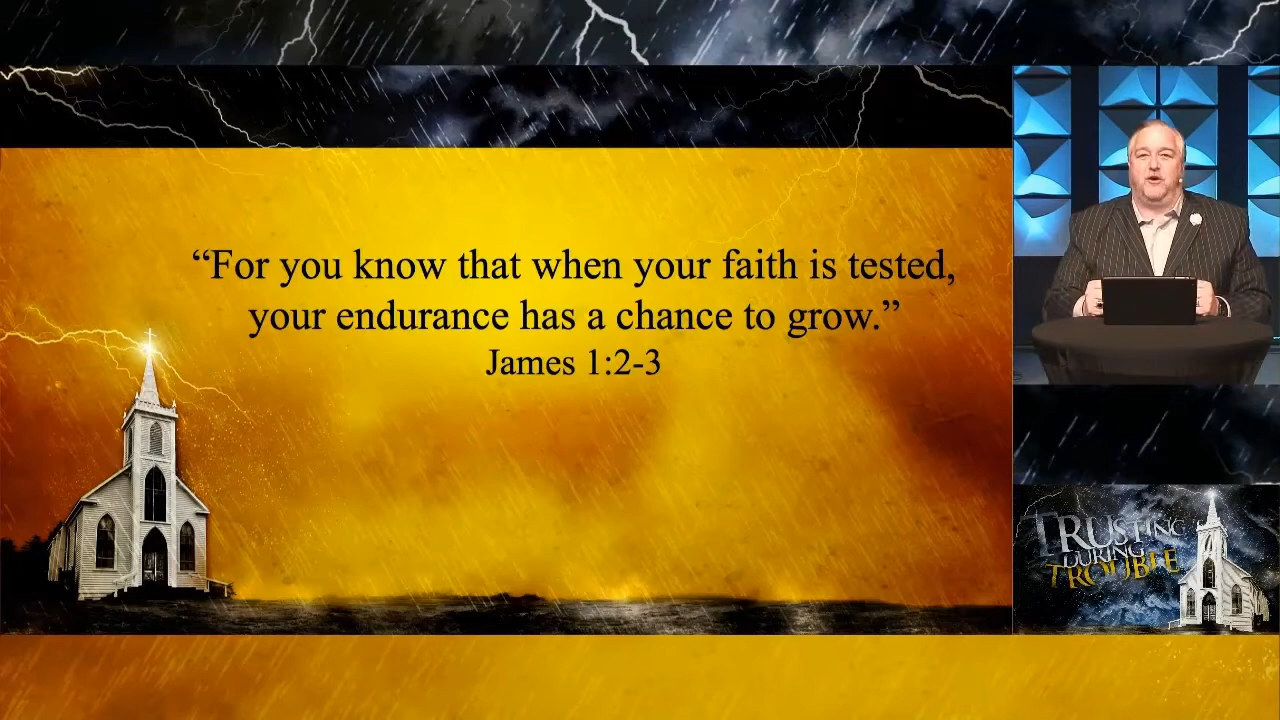 “For you know that when your faith is tested,
your endurance has a chance to grow.”
James 1:2-3
TRUSTING
DURING
TROUBLE